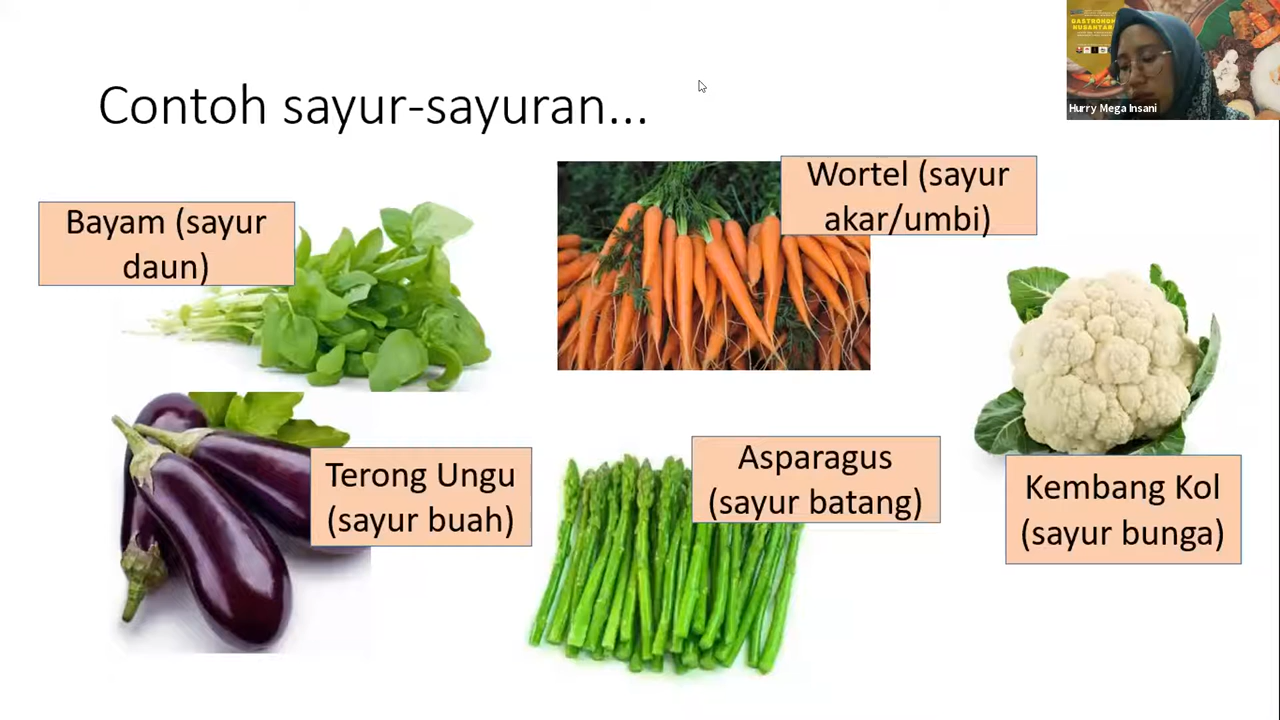 Contoh sayur-sayuran...
Hurry Mega Insani
Wortel (sayur
akar/umbi)
Bayam (sayur
daun)
Terong Ungu
(sayur buah)
Asparagus
(sayur batang)
Kembang Kol
(sayur bunga)